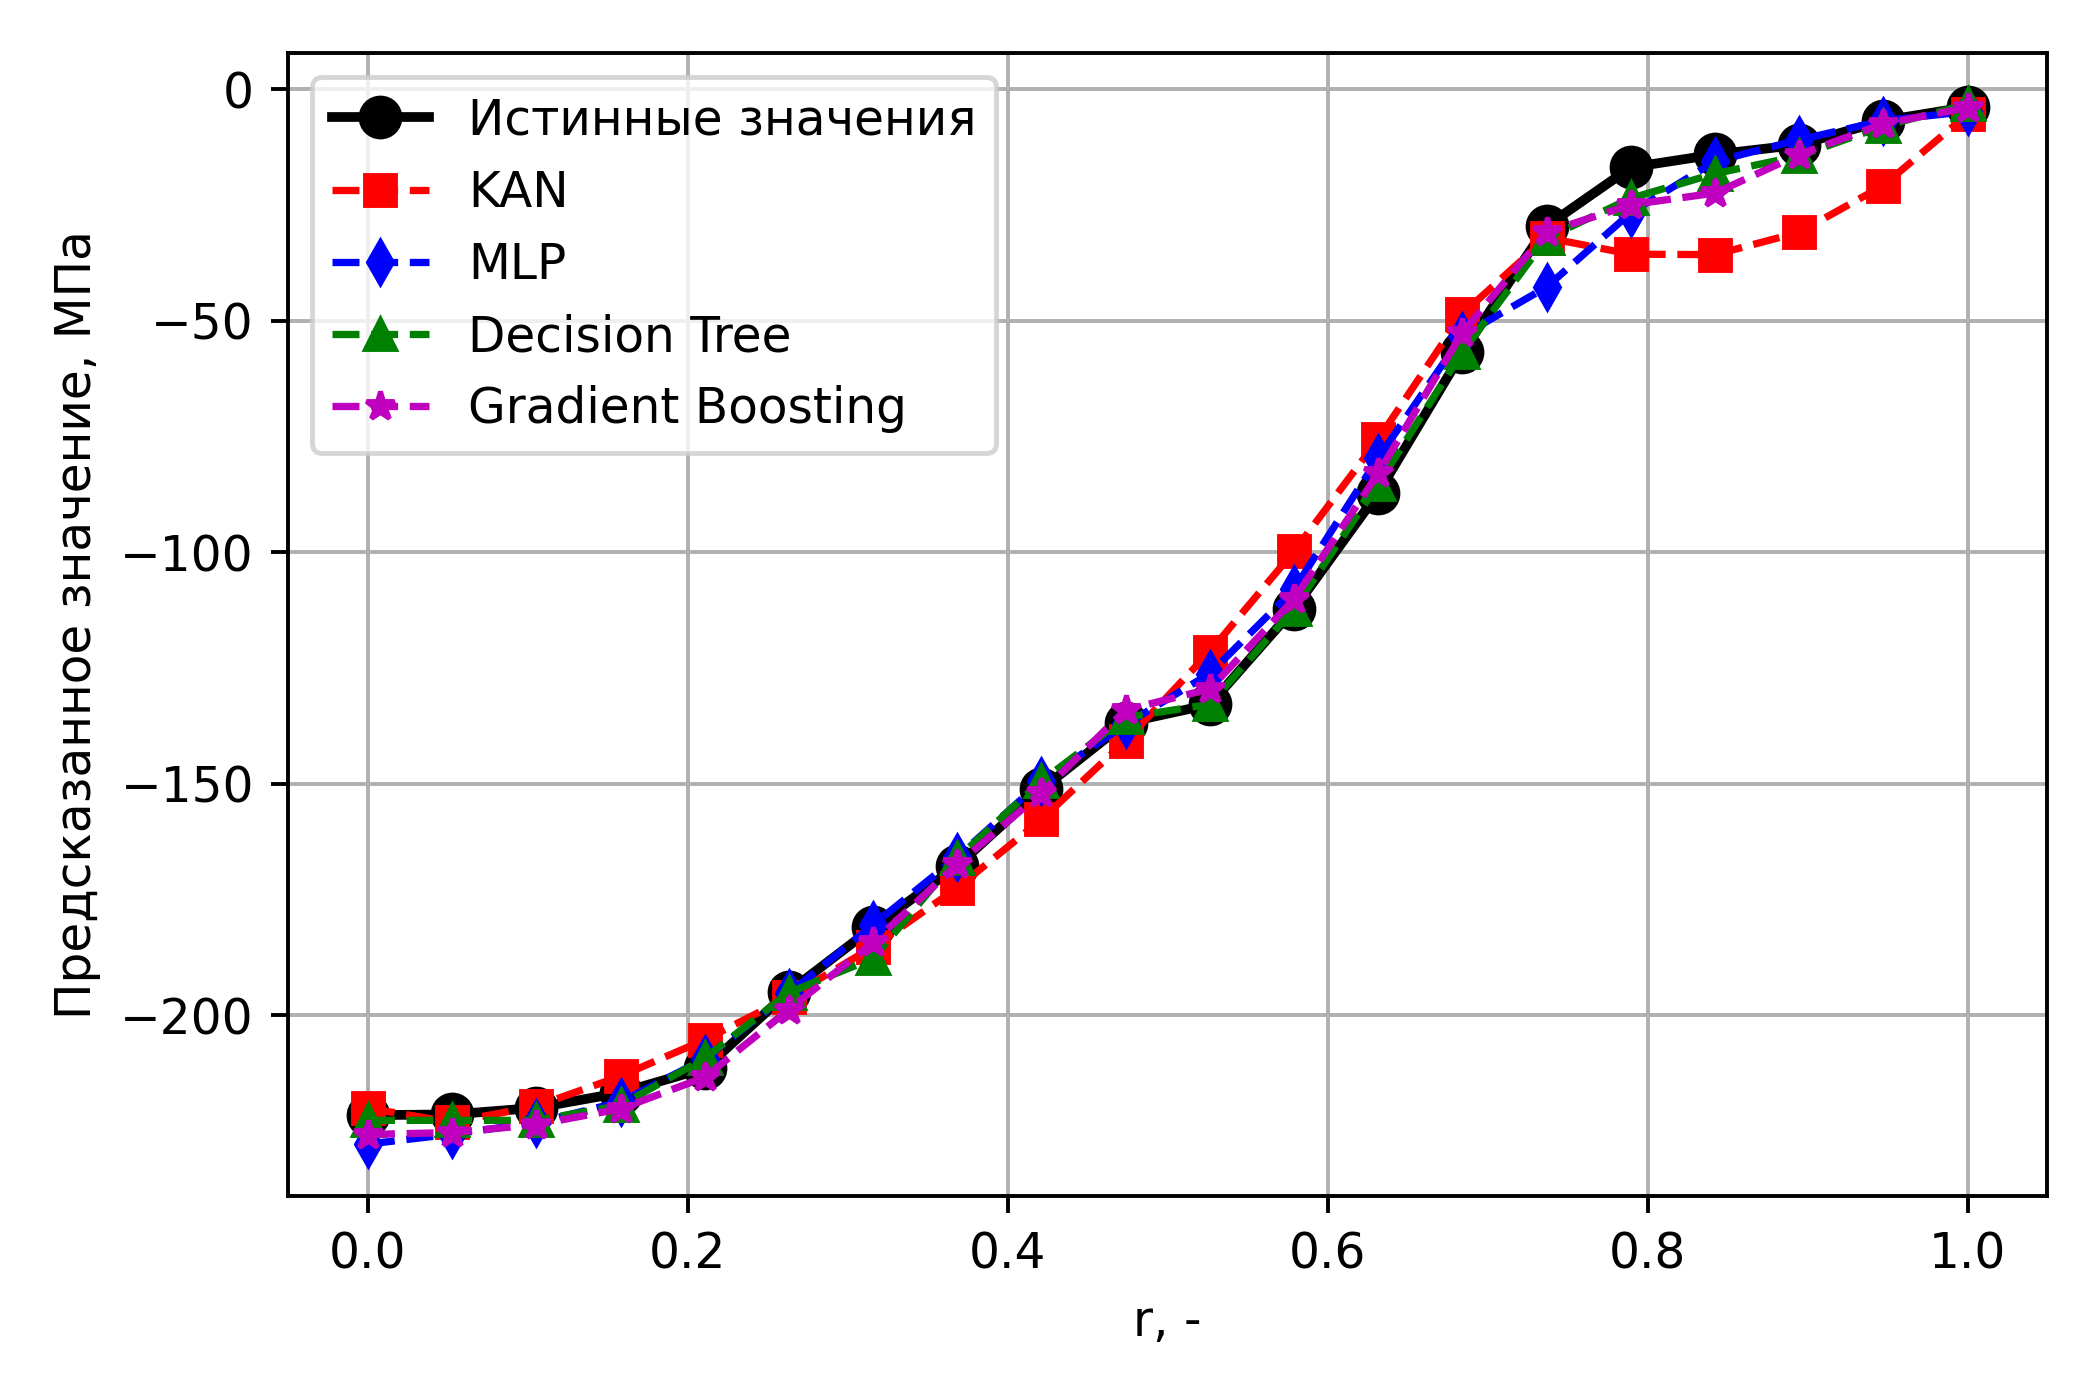 Истинные значения
KAN
MLP
Decision Tree
Gradient Boosting
Предсказанное значение, МПа
0
−50
−100
−150
−200
0.0 0.2 0.4 0.6 0.8 1.0
r, -